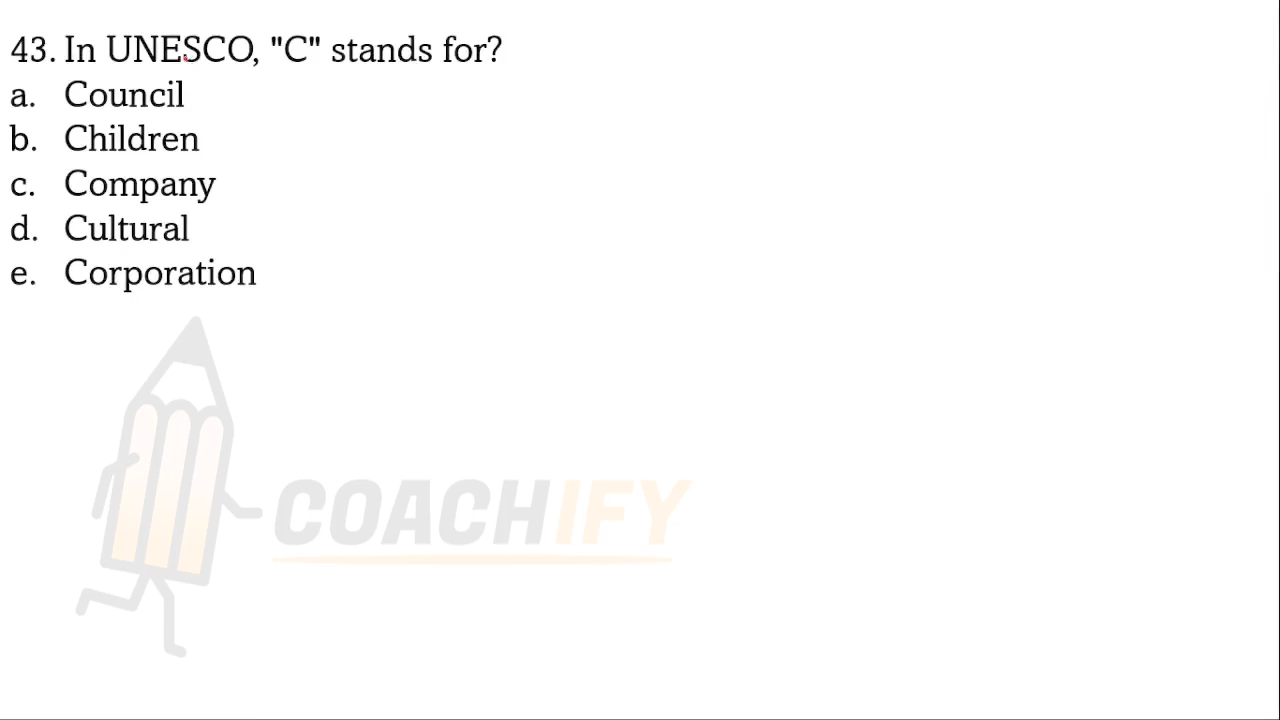 43. In UNESCO, "C" stands for?
a. Council
b. Children
c. Company
d. Cultural
e. Corporation
COACHIFY